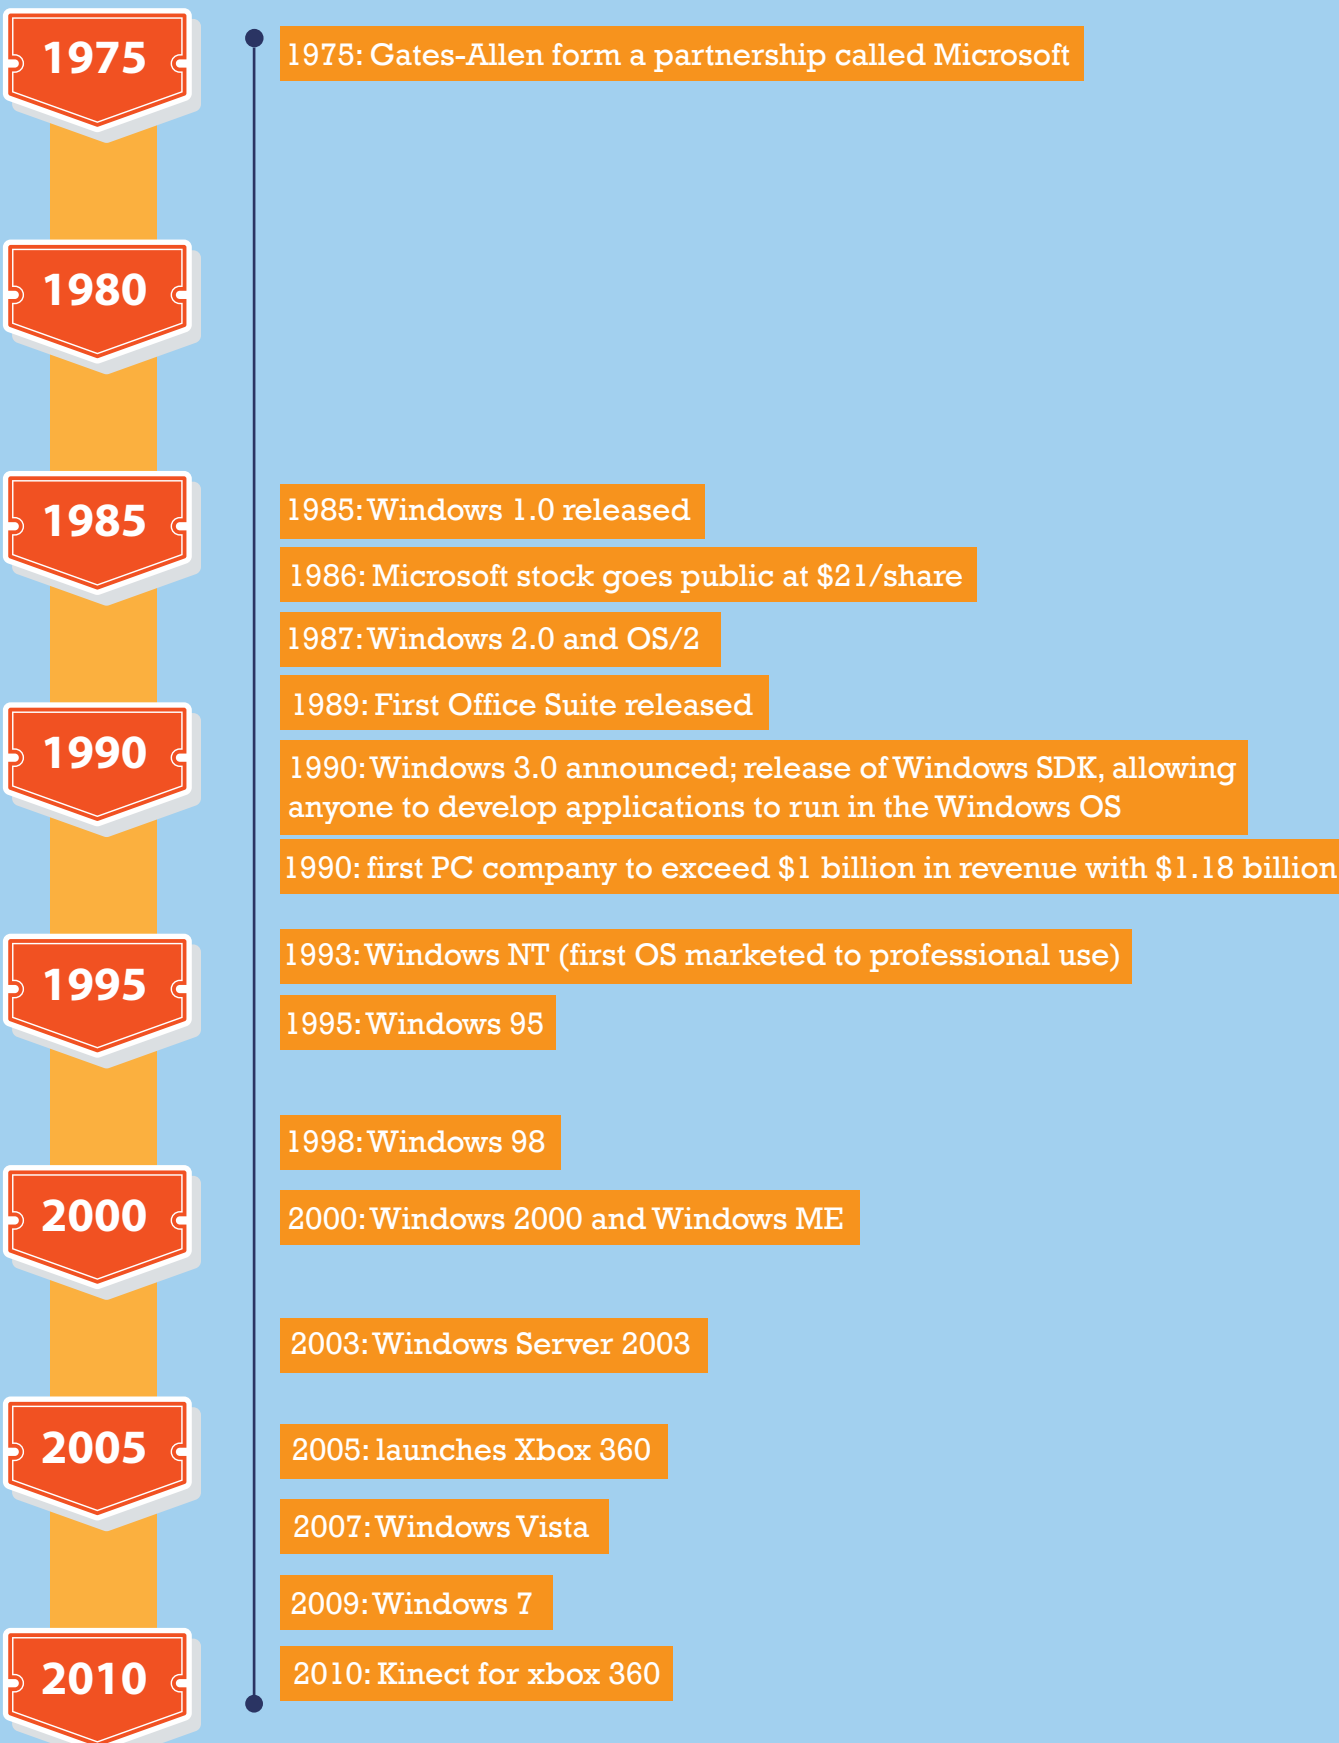 1975
1975: Gates-Allen form a partnership called Microsoft
1980
1985
1985: Windows 1.0 released
1986: Microsoft stock goes public at $21/share
1987: Windows 2.0 and OS/2
1989: First Office Suite released
1990
1990: Windows 3.0 announced; release of Windows SDK, allowing
anyone to develop applications to run in the Windows OS
1990: first PC company to exceed $1 billion in revenue with $1.18 billion
1993: Windows NT (first OS marketed to professional use)
1995
1995: Windows 95
1998: Windows 98
2000
2000: Windows 2000 and Windows ME
2003: Windows Server 2003
2005
2005: launches Xbox 360
2007: Windows Vista
2009: Windows 7
2010
2010: Kinect for xbox 360